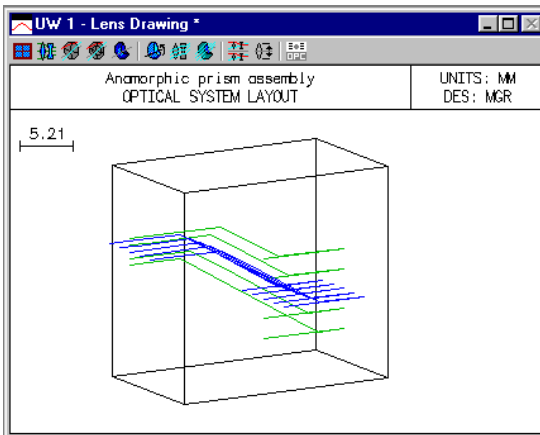 UW 1 - Lens Drawing *
Anamorphic prism assembly
OPTICAL SYSTEM LAYOUT
UNITS: MM
DES: MGR
5.21